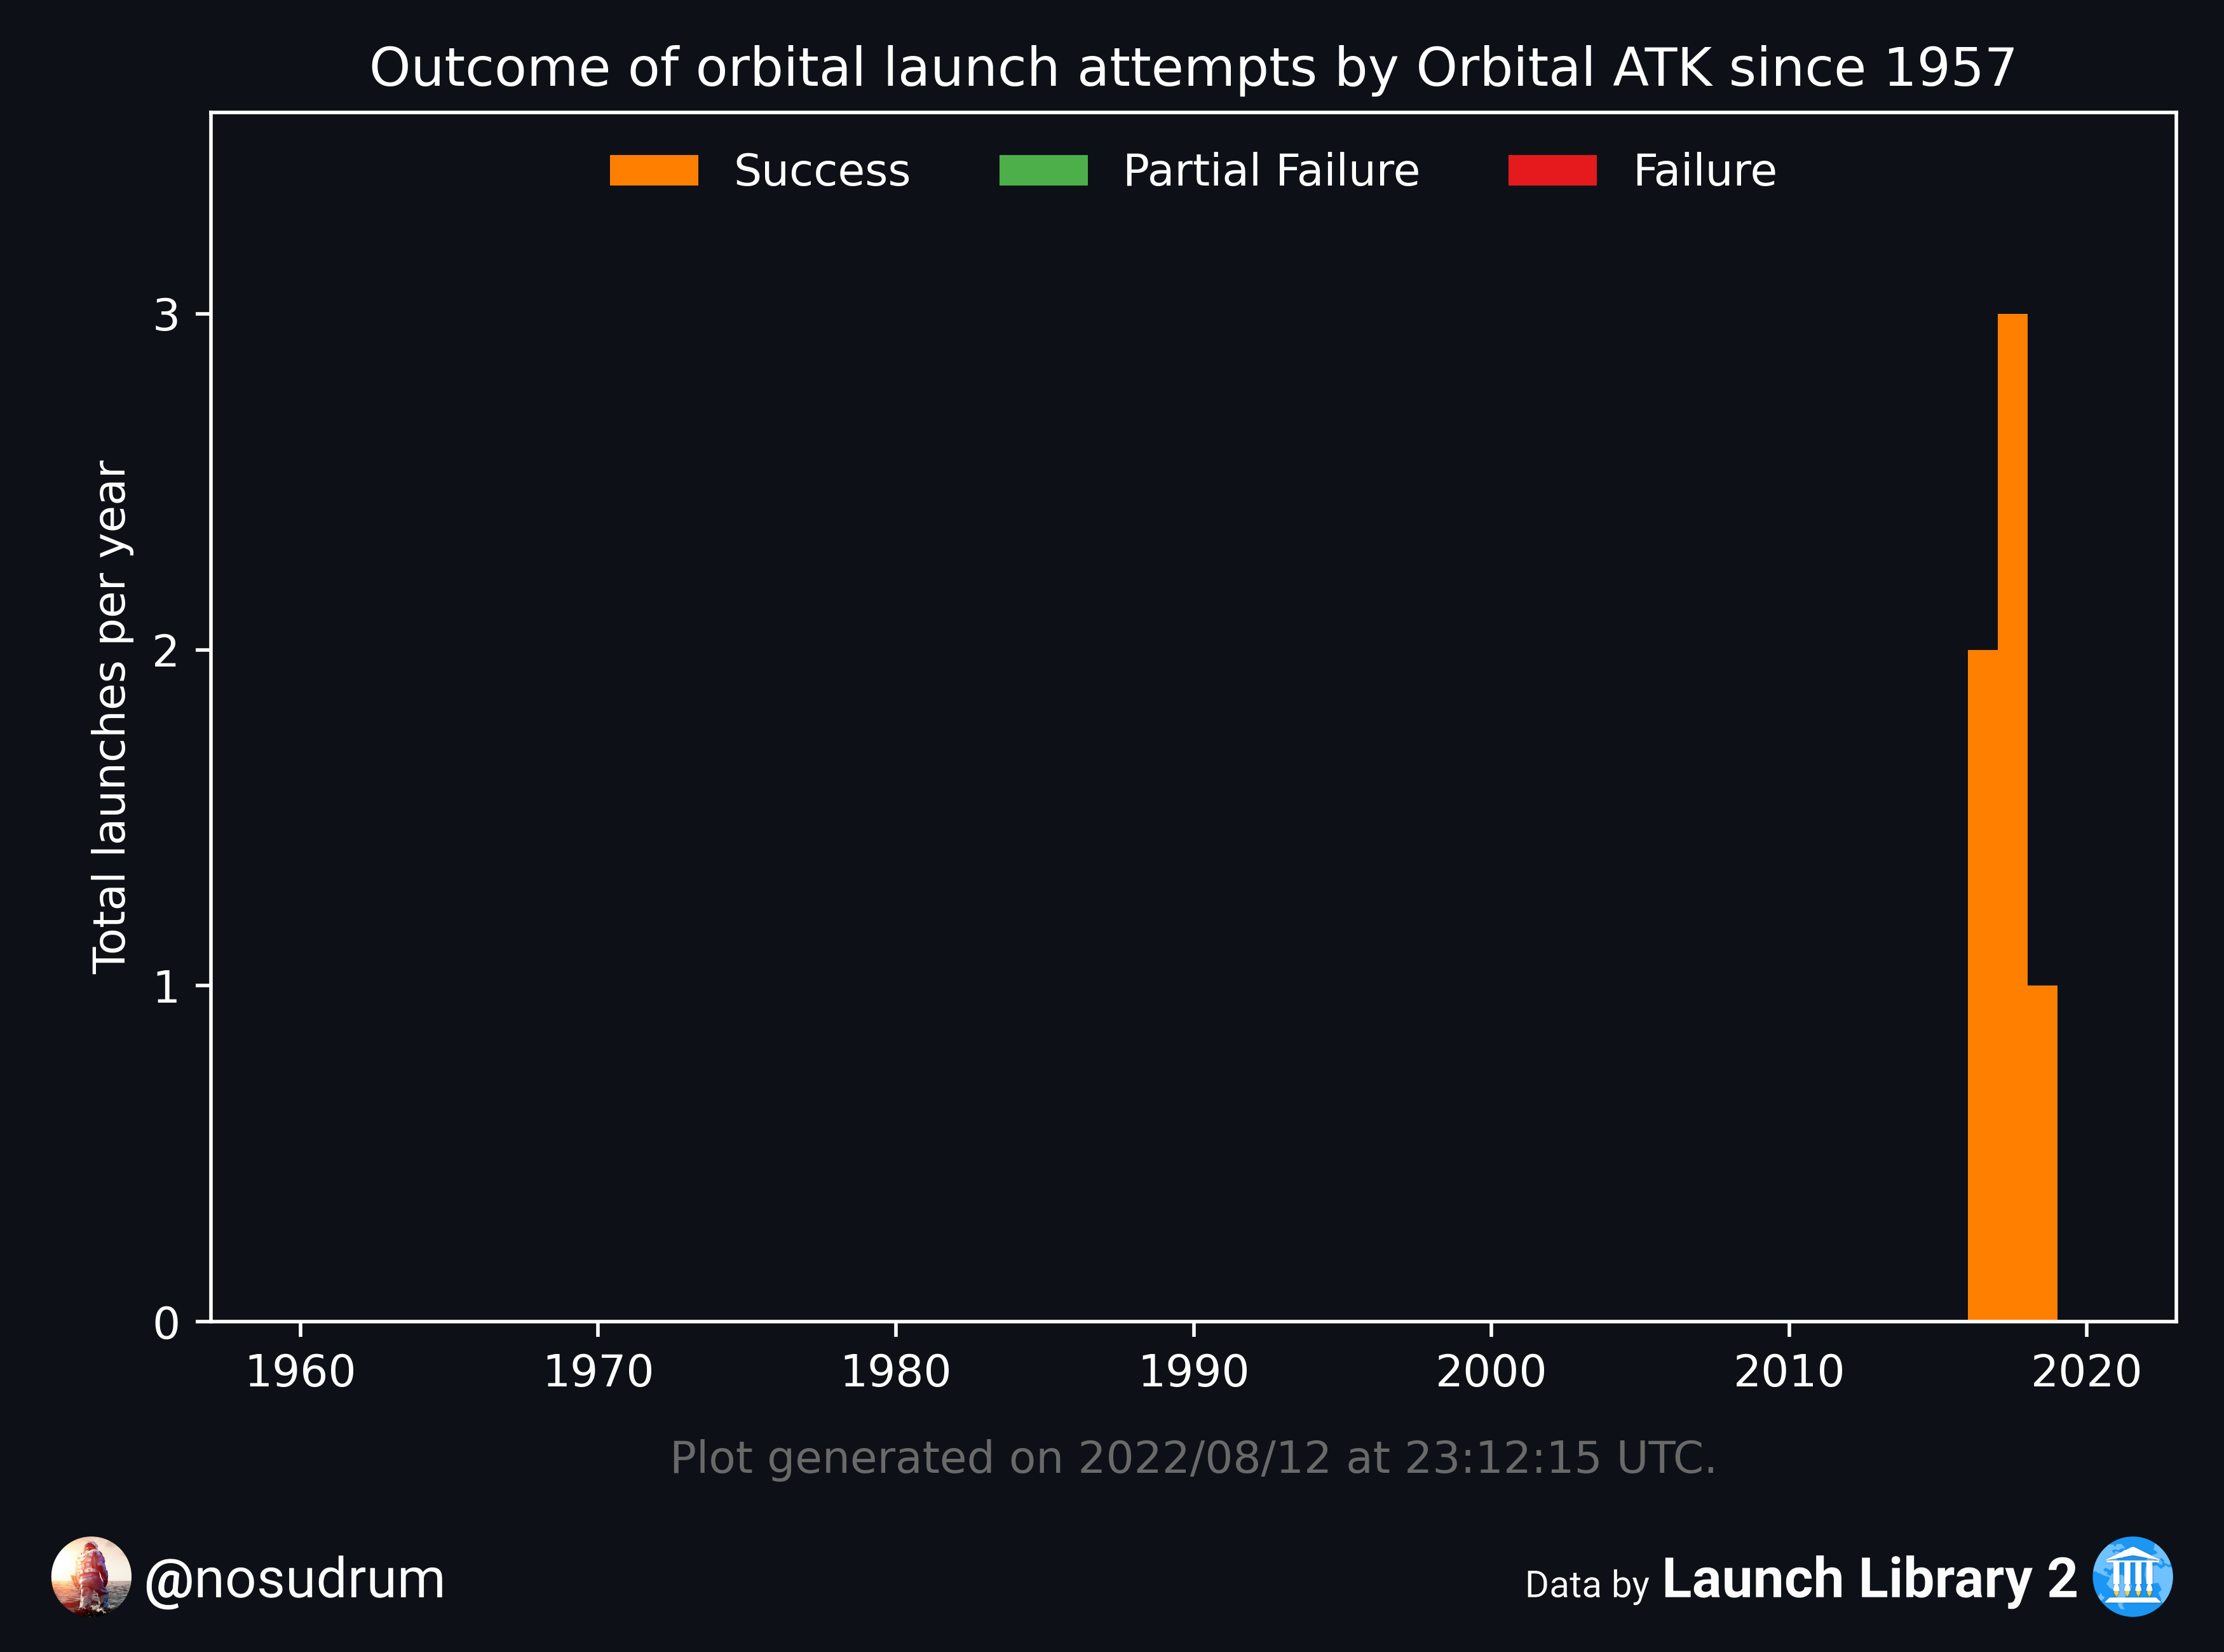 Outcome of orbital launch attempts by Orbital ATK since 1957
Success Partial Failure Failure
Total launches per year
3
2
1
0
1960 1970 1980 1990 2000 2010 2020
Plot generated on 2022/08/12 at 23:12:15 UTC.
@nosudrum
Data by Launch Library 2